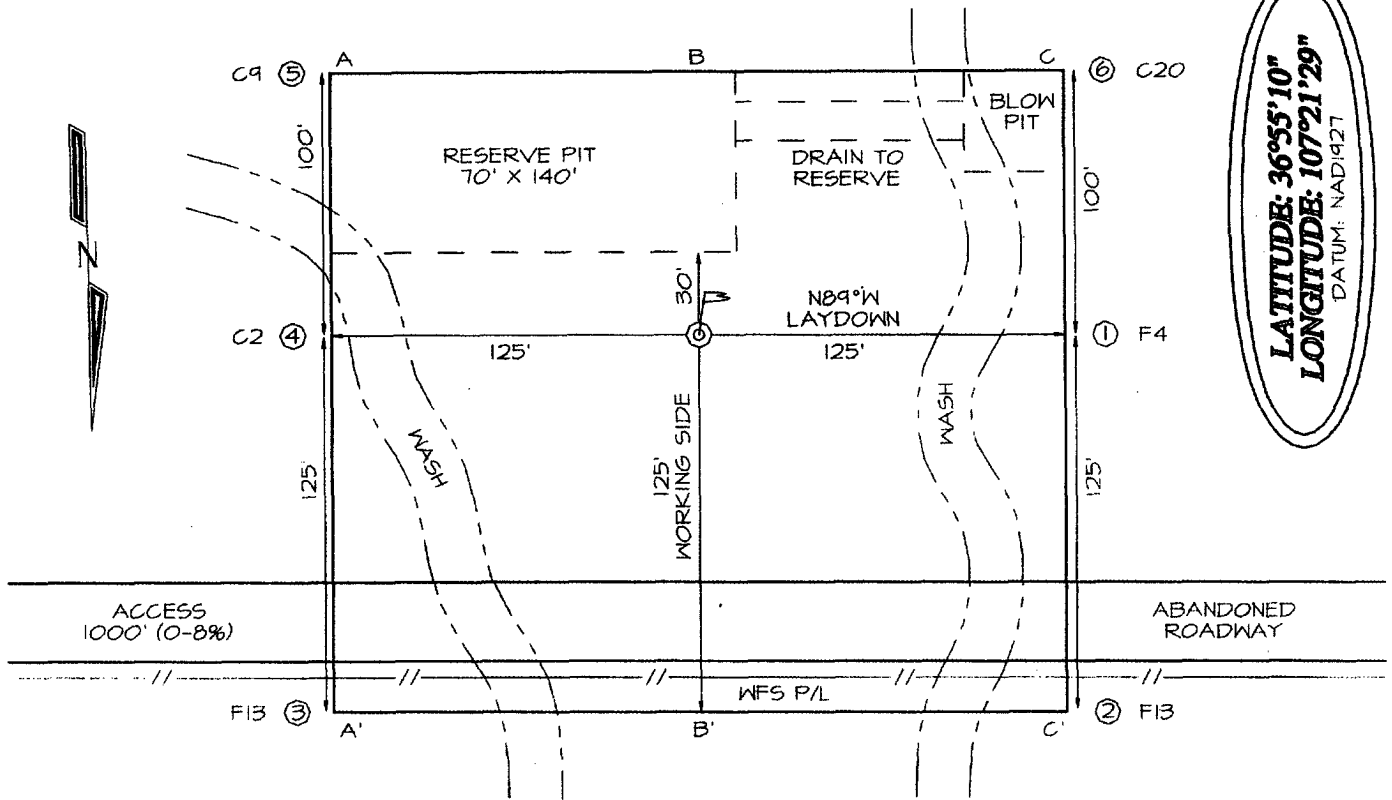 A
B
C
C9 ⑤
⑥ C20
BLOW
PIT
100'
RESERVE PIT
70' X 140'
DRAIN TO
RESERVE
100'
N
30'
N89°W
LAYDOWN
C2 ④
① F4
125'
125'
WASH
WASH
125'
125'
WORKING SIDE
125'
ACCESS
1000' (0-8%)
ABANDONED
ROADWAY
WFS P/L
F13 ③
② F13
A'
B'
C'
LATITUDE: 36°55'10"
LONGITUDE: 107°21'29"
DATUM: NAD1927